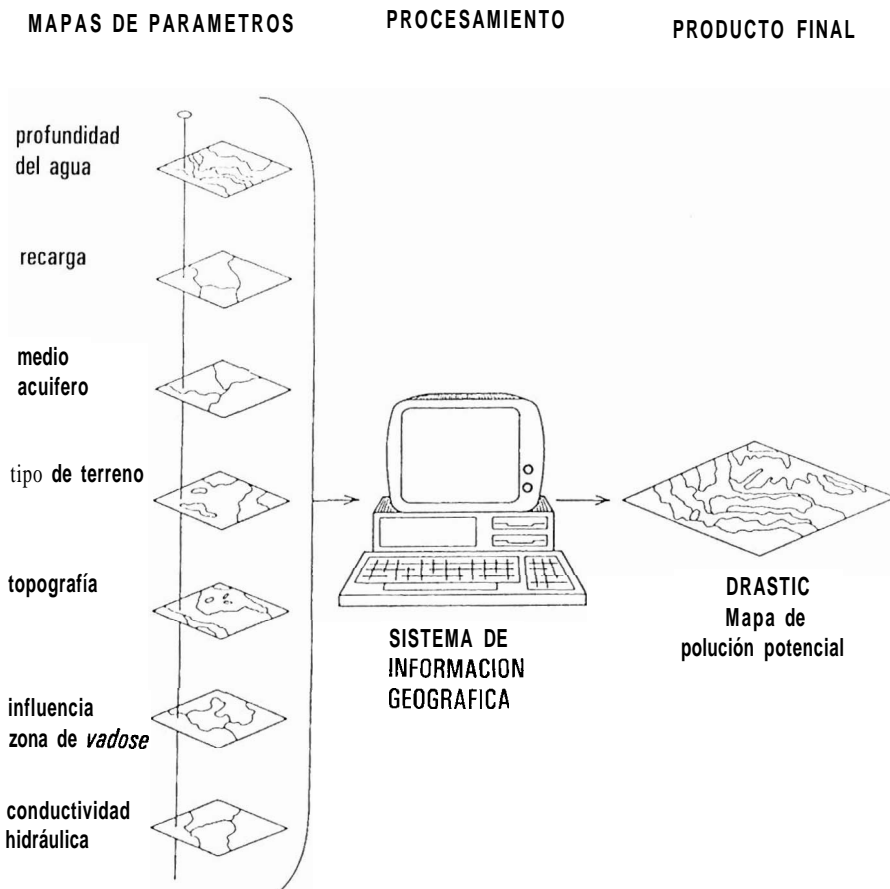 MAPAS DE PARAMETROS
PROCESAMIENTO
PRODUCTO FINAL
profundidad
del agua
recarga
medio
acuifero
tipo de terreno
topografía
influencia
zona de vadose
conductividad
hidráulica
SISTEMA DE
INFORMACION
GEOGRAFICA
DRASTIC
Mapa de
polución potencial